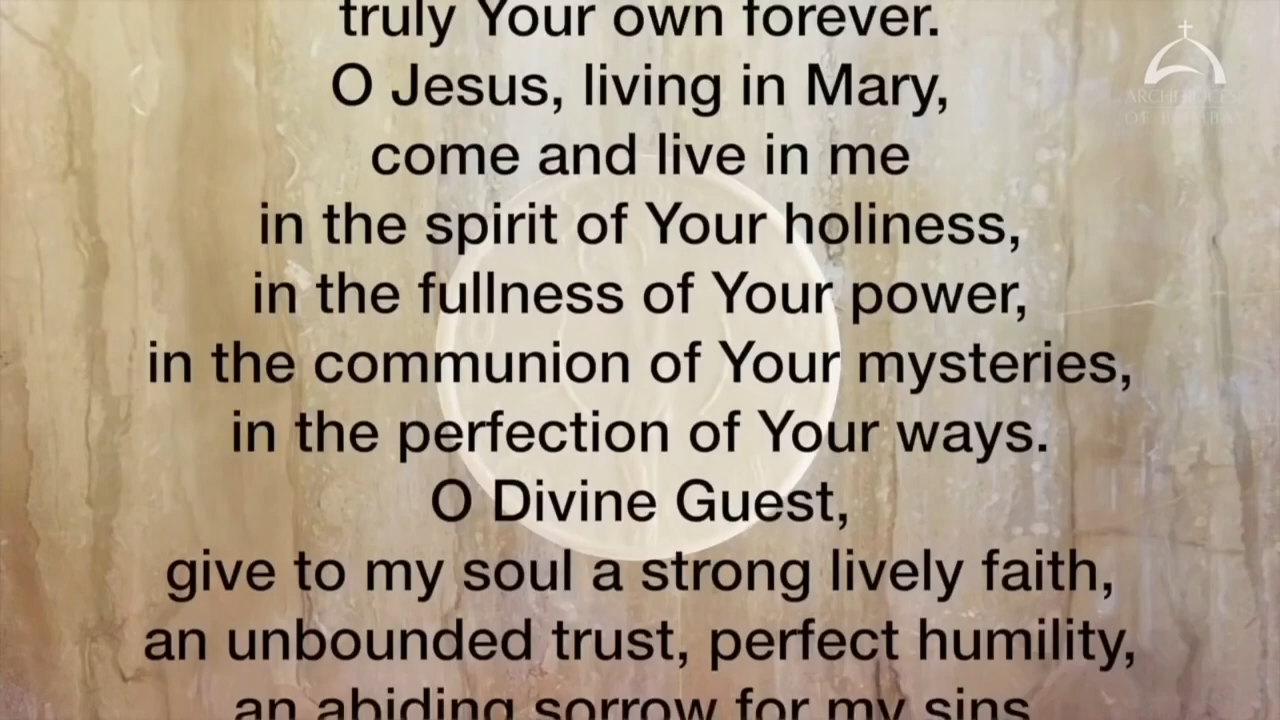 truly Your own forever.
O Jesus, living in Mary,
come and live in me
in the spirit of Your holiness,
in the fullness of Your power,
in the communion of Your mysteries,
in the perfection of Your ways.
O Divine Guest,
give to my soul a strong lively faith,
an unbounded trust, perfect humility,
an abiding sorrow for my sins
ARCHDIOCESE
OF BOMBAY